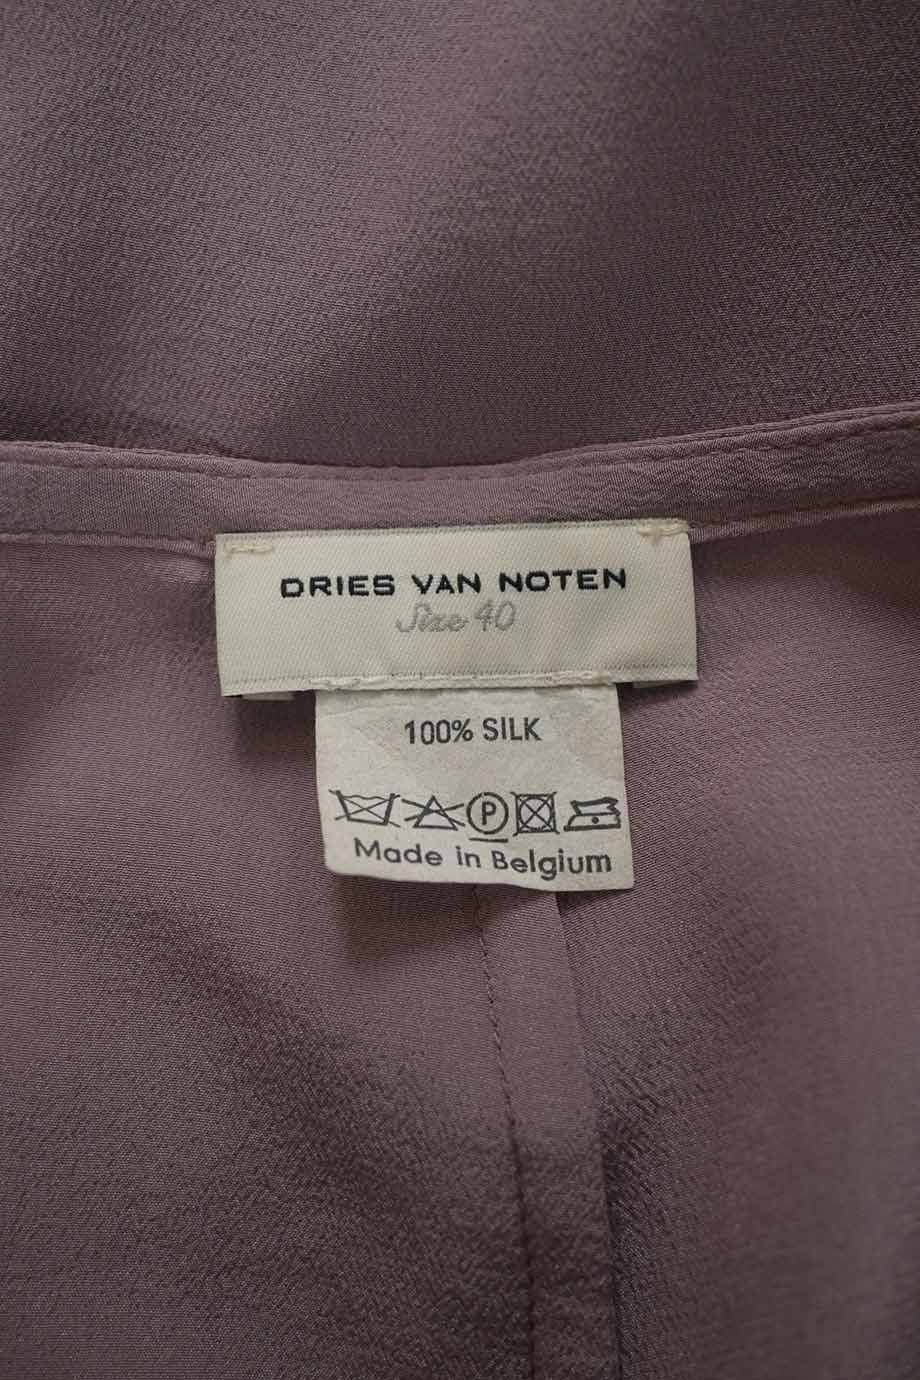 DRIES VAN NOTEN
Size 40
100% SILK
P
Made in Belgium